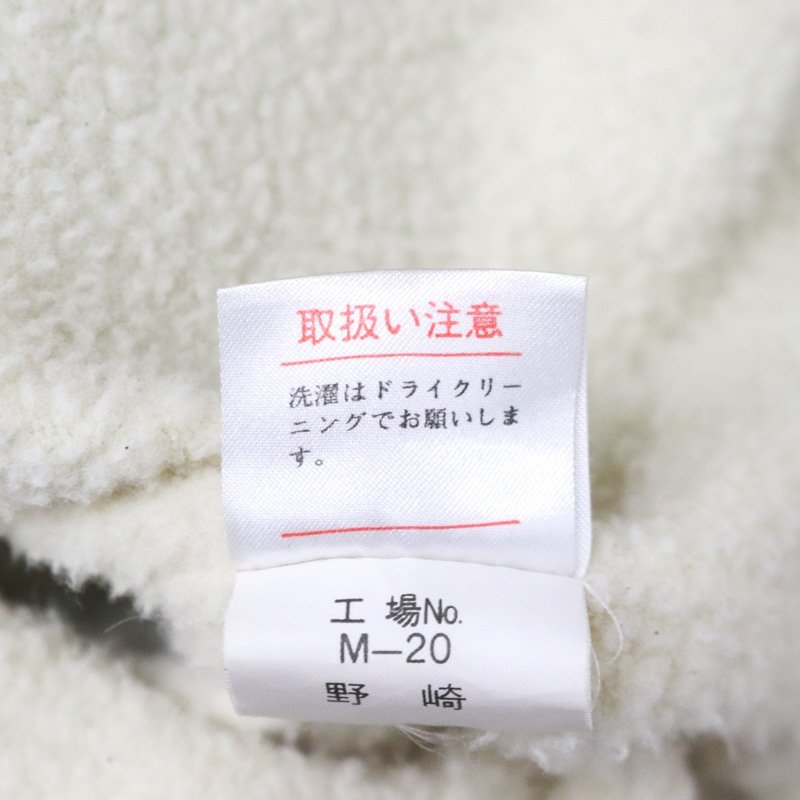 取扱い注意
洗濯はドライクリー
ニングでお願いしま
す。
工場No.
M-20
野崎